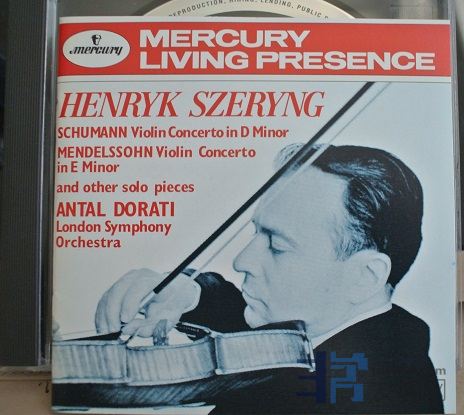 REPRODUCTION, HIRING, LENDING, PUBLIC
mercury
MERCURY
LIVING PRESENCE
HENRYK SZERYNG
SCHUMANN Violin Concerto in D Minor
MENDELSSOHN Violin Concerto
in E Minor
and other solo pieces
ANTAL DORATI
London Symphony
Orchestra